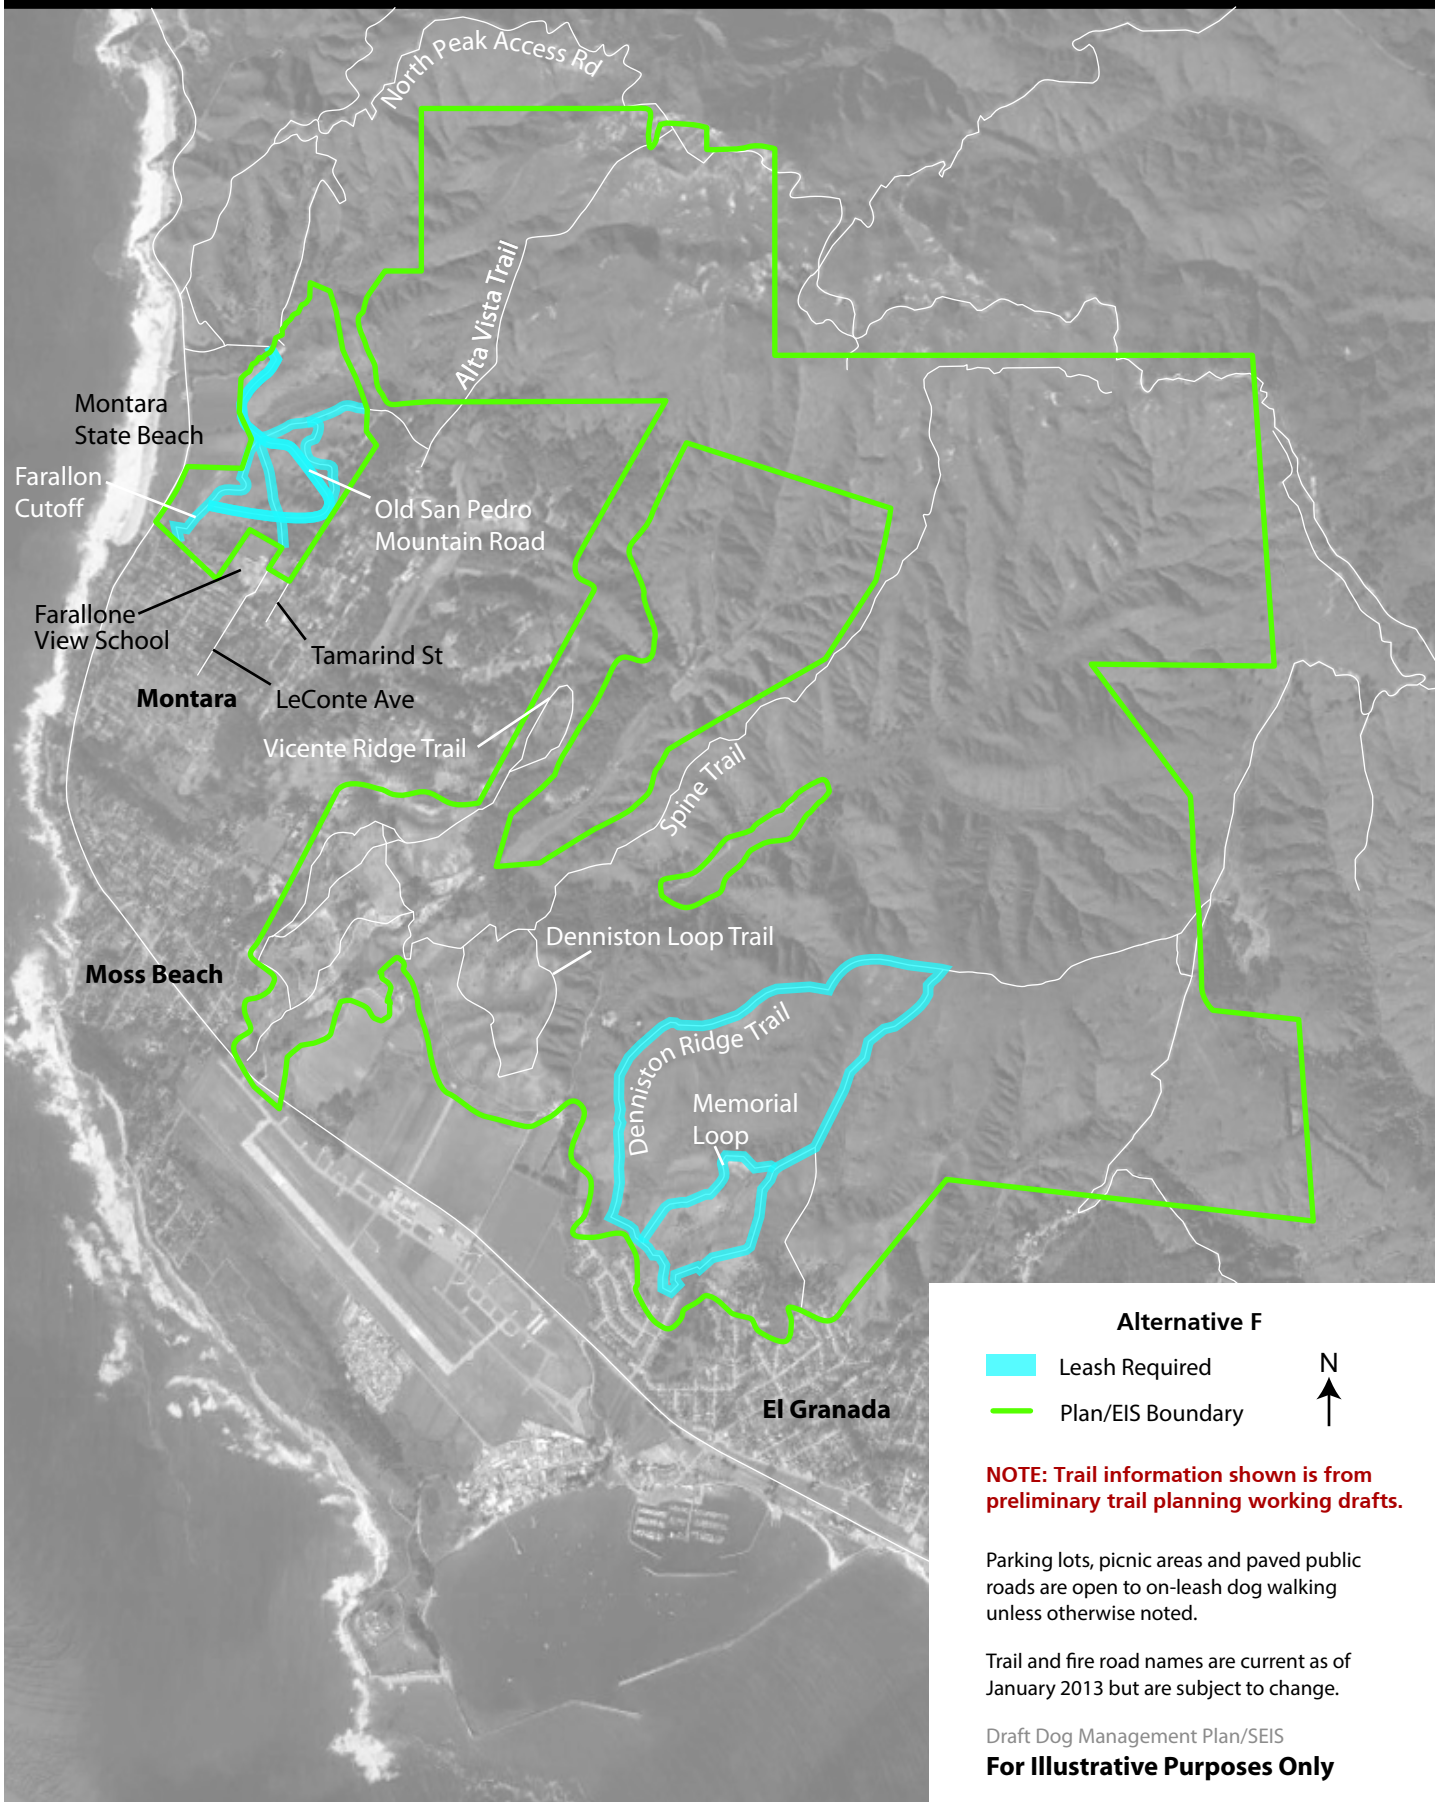 North Peak Access Rd
Alta Vista Trail
Montara
State Beach
Farallon
Cutoff
Old San Pedro
Mountain Road
Farallone
View School
Tamarind St
Montara
LeConte Ave
Vicente Ridge Trail
Spine Trail
Denniston Loop Trail
Moss Beach
Denniston Ridge Trail
Memorial
Loop
El Granada
Alternative F
Leash Required
Plan/EIS Boundary
N
NOTE: Trail information shown is from
preliminary trail planning working drafts.
Parking lots, picnic areas and paved public
roads are open to on-leash dog walking
unless otherwise noted.
Trail and fire road names are current as of
January 2013 but are subject to change.
Draft Dog Management Plan/SEIS
For Illustrative Purposes Only